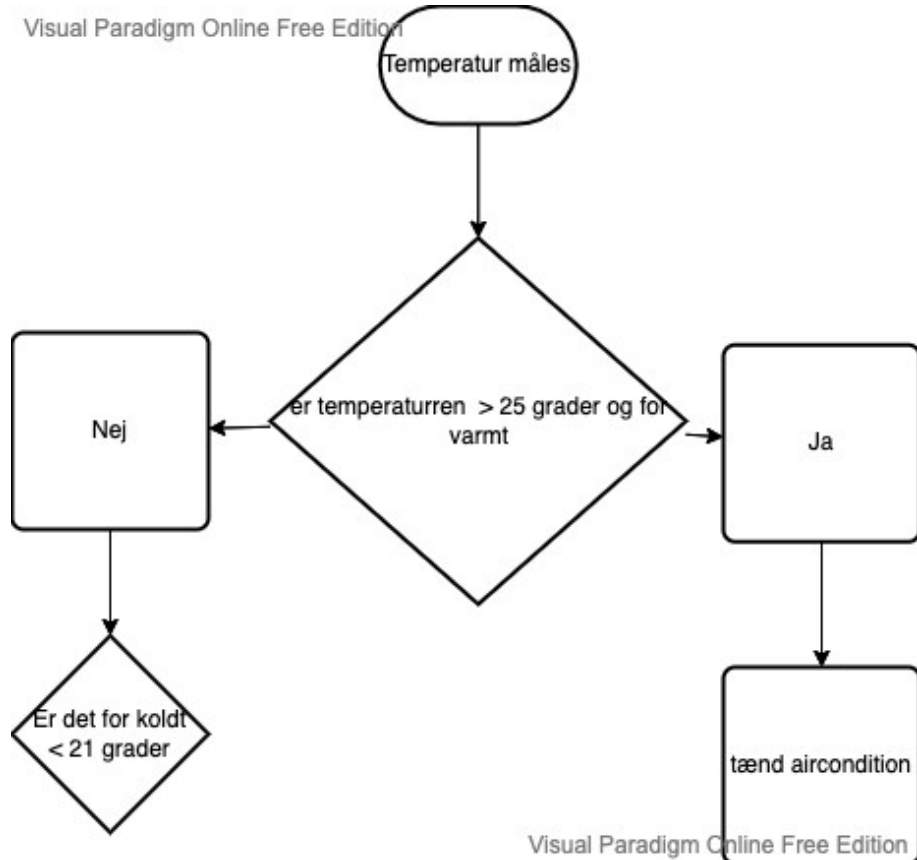 Visual Paradigm Online Free Edition
Temperatur måles
er temperaturren > 25 grader og for
varmt
Nej
Ja
Er det for koldt
< 21 grader
tænd aircondition
Visual Paradigm Online Free Edition